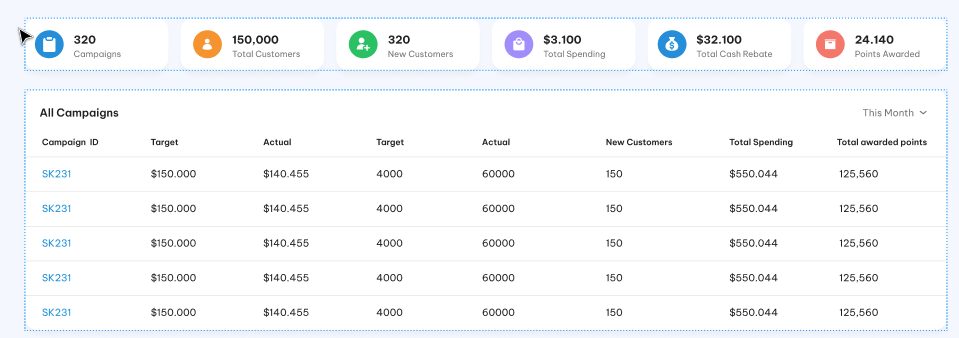 320 150,000 320 $3.100 $32.100 24.140
Campaigns Total Customers New Customers Total Spending Total Cash Rebate Points Awarded
All Campaigns This Month
Campaign ID Target Actual Target Actual New Customers Total Spending Total awarded points
SK231 $150.000 $140.455 4000 60000 150 $550.044 125,560
SK231 $150.000 $140.455 4000 60000 150 $550.044 125,560
SK231 $150.000 $140.455 4000 60000 150 $550.044 125,560
SK231 $150.000 $140.455 4000 60000 150 $550.044 125,560
SK231 $150.000 $140.455 4000 60000 150 $550.044 125,560